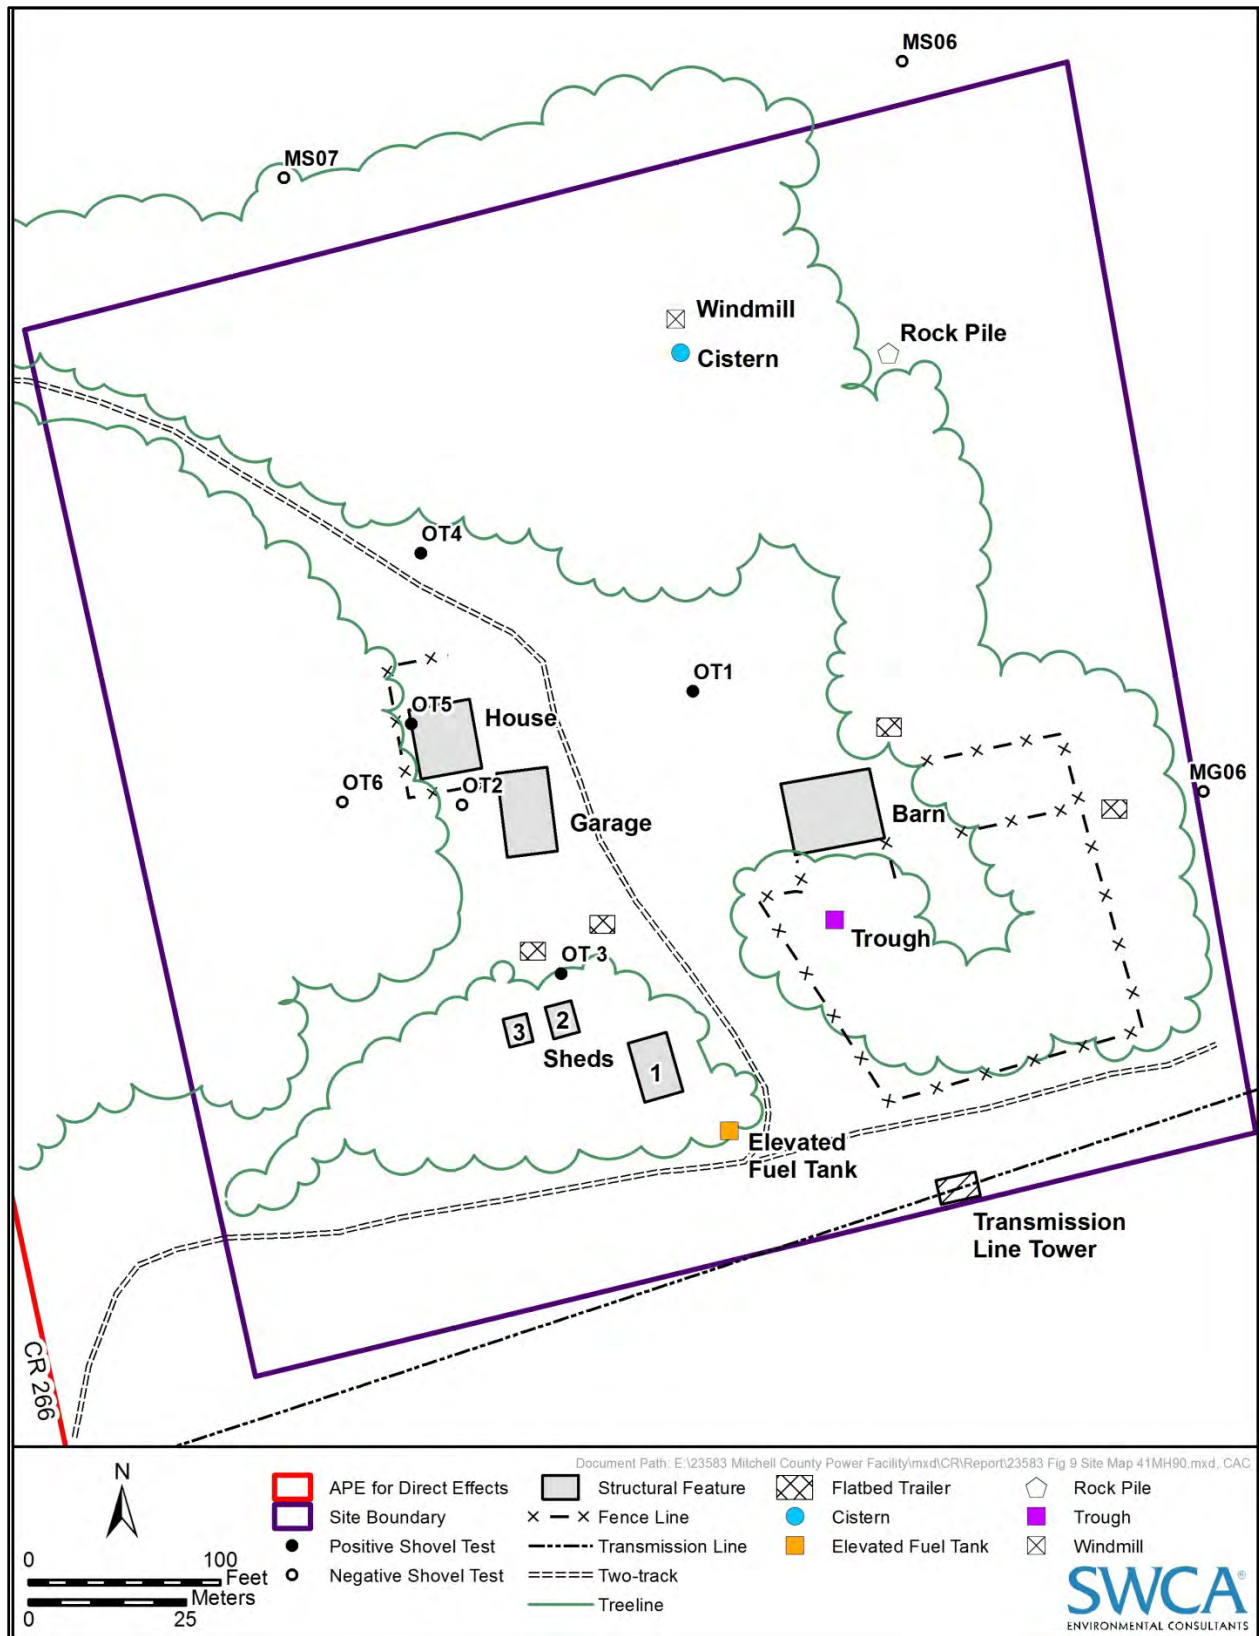 MS06
MS07
Windmill
Cistern
Rock Pile
OT4
OT1
OT5
House
OT6
OT2
Garage
Barn
MG06
Trough
OT 3
3
2
Sheds
1
Elevated
Fuel Tank
Transmission
Line Tower
CR 266
Document Path: E:\23583 Mitchell County Power Facility\mxd\CR\Report\23583 Fig 9 Site Map 41MH90.mxd, CAC
N
APE for Direct Effects
Site Boundary
Positive Shovel Test
Negative Shovel Test
Structural Feature
Fence Line
Transmission Line
Two-track
Treeline
Flatbed Trailer
Cistern
Elevated Fuel Tank
Rock Pile
Trough
Windmill
0 100
Feet
Meters
0 25
SWCA®
ENVIRONMENTAL CONSULTANTS